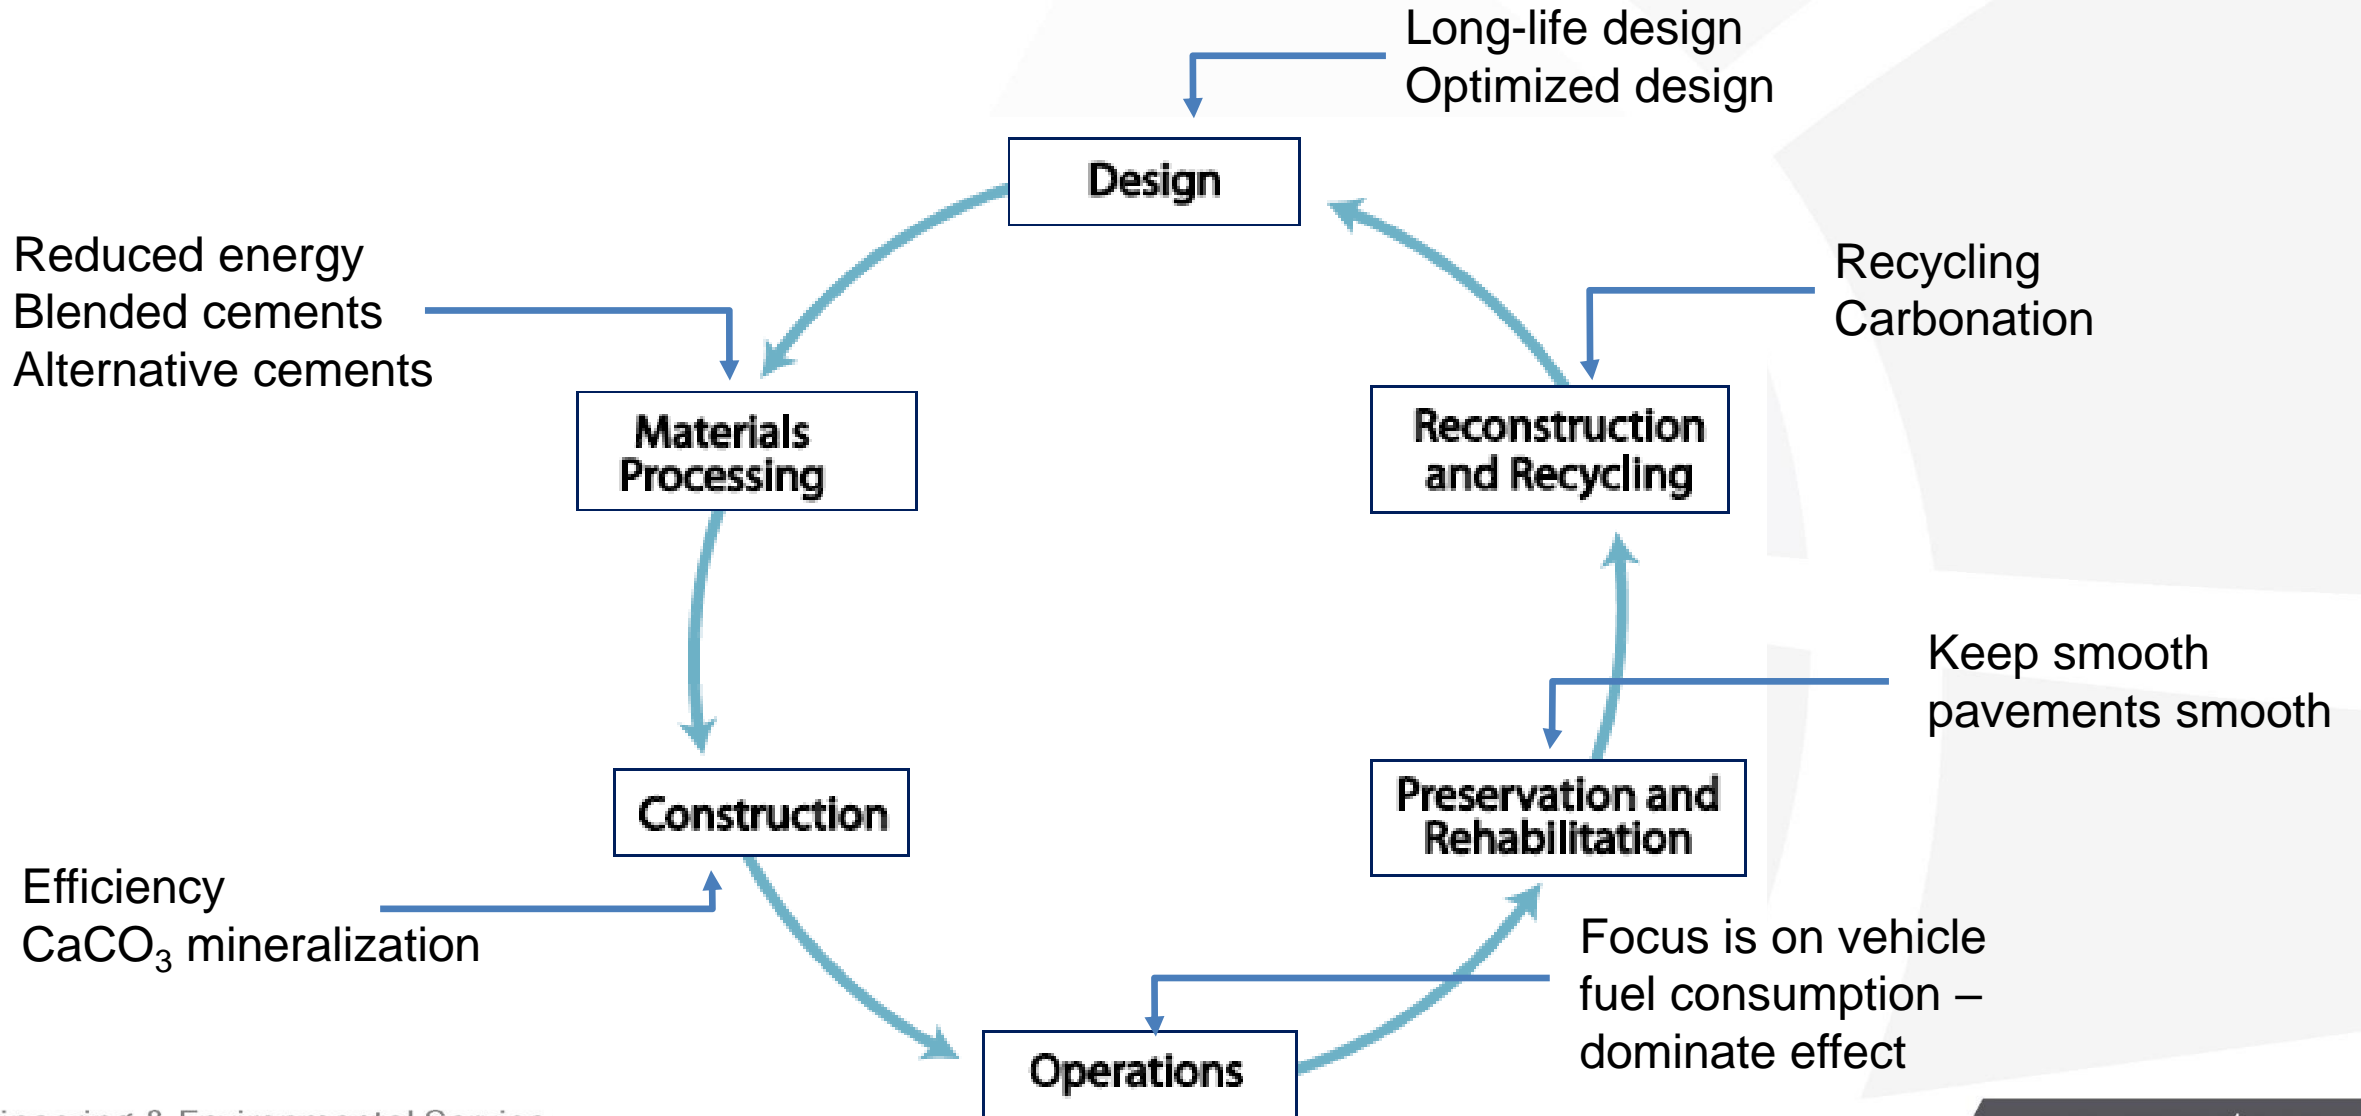 Long-life design
Optimized design
Design
Reduced energy
Blended cements
Alternative cements
Recycling
Carbonation
Materials
Processing
Reconstruction
and Recycling
Keep smooth
pavements smooth
Construction
Preservation and
Rehabilitation
Efficiency
CaCO₃ mineralization
Focus is on vehicle
fuel consumption –
dominate effect
Operations